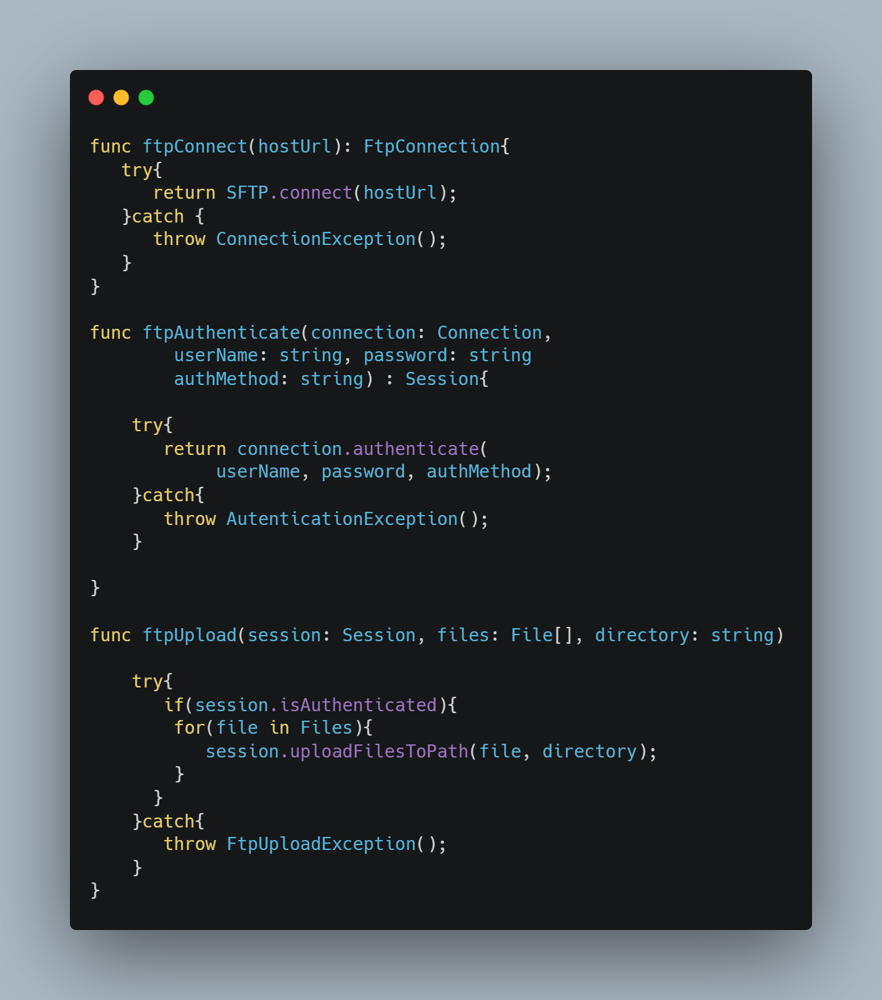 func ftpConnect(hostUrl): FtpConnection{
   try{
      return SFTP.connect(hostUrl);
   }catch {
      throw ConnectionException();
   }
}

func ftpAuthenticate(connection: Connection,
        userName: string, password: string
        authMethod: string) : Session{

    try{
       return connection.authenticate(
            userName, password, authMethod);
    }catch{
       throw AutenticationException();
    }

}

func ftpUpload(session: Session, files: File[], directory: string)

    try{
       if(session.isAuthenticated){
        for(file in Files){
           session.uploadFilesToPath(file, directory);
        }
      }
    }catch{
       throw FtpUploadException();
    }
}